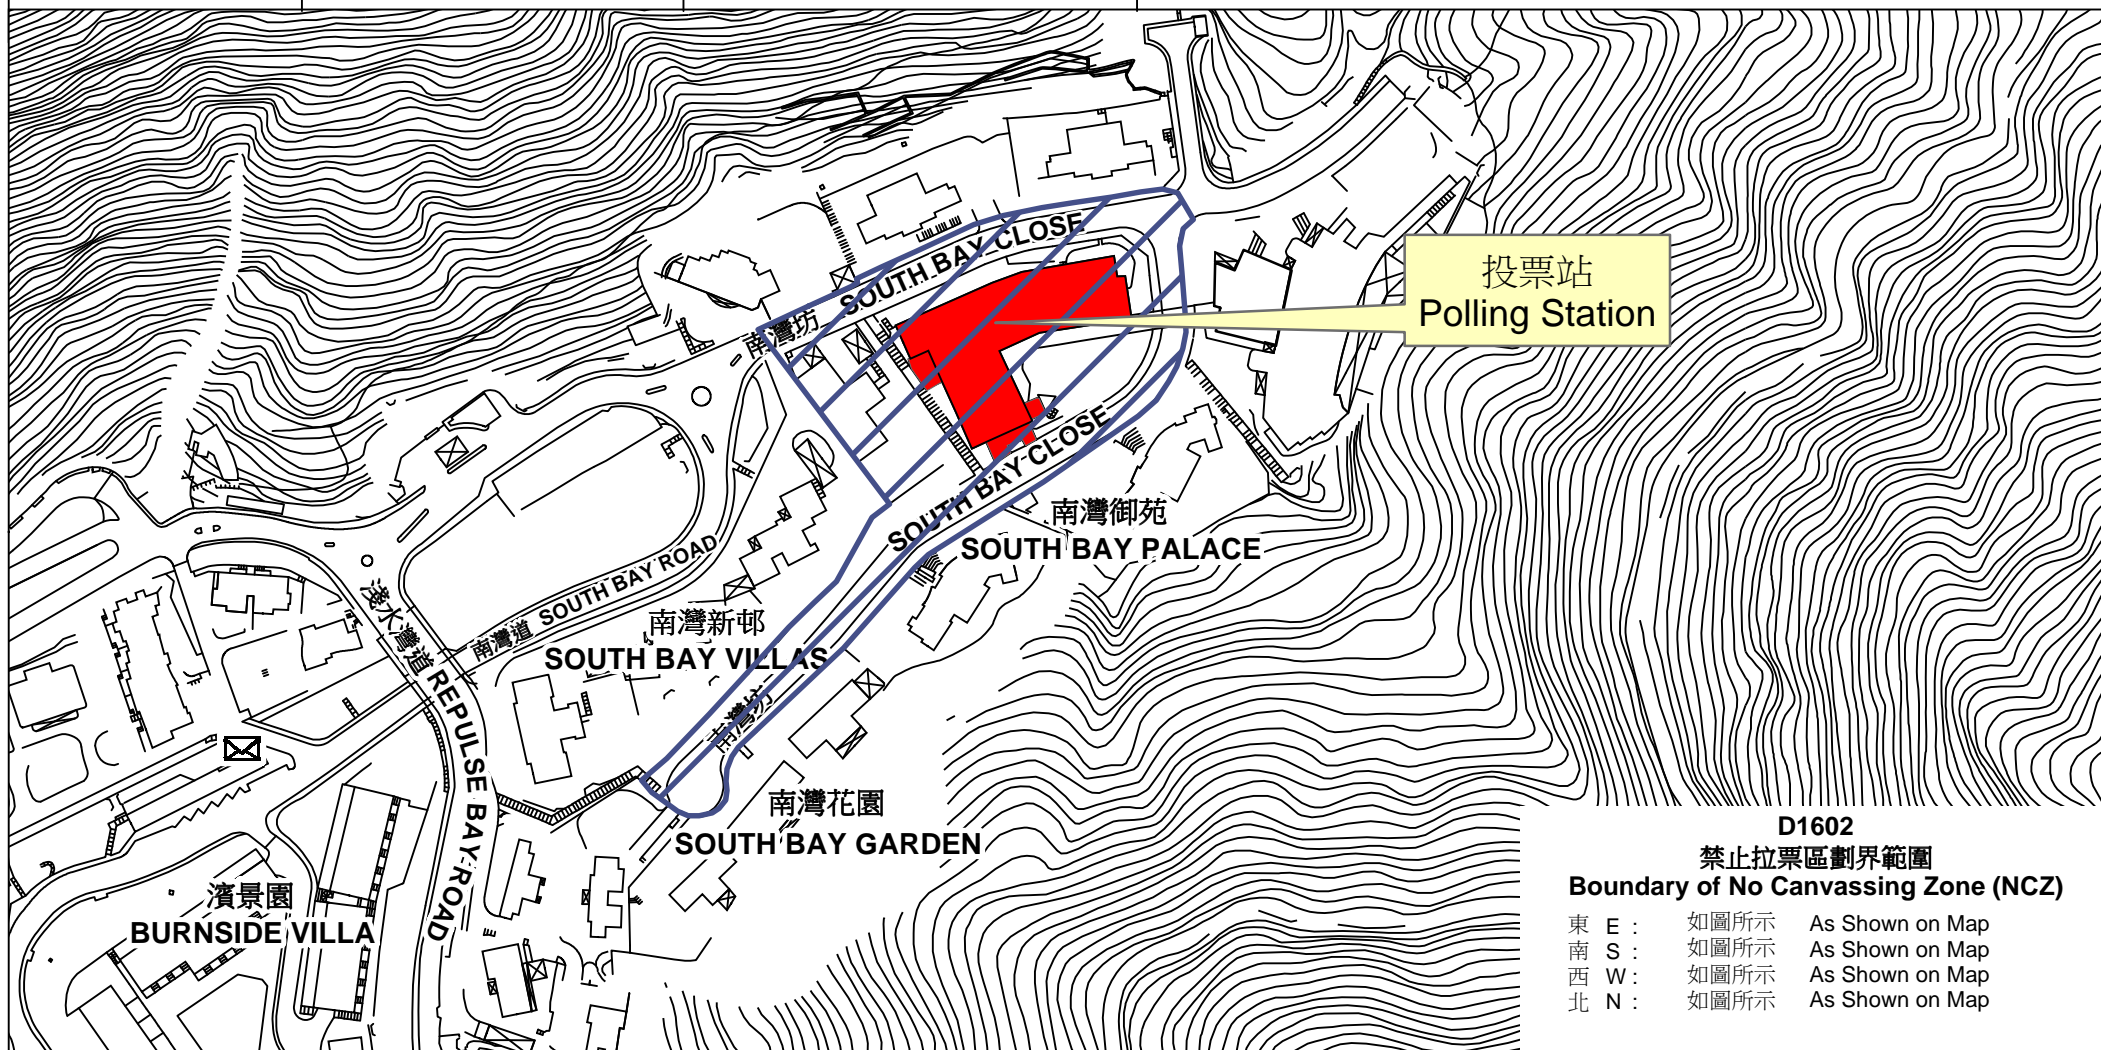 南灣坊 SOUTH BAY CLOSE
投票站
Polling Station
SOUTH BAY CLOSE
南灣御苑
SOUTH BAY PALACE
南灣道 SOUTH BAY ROAD
南灣新邨
SOUTH BAY VILLAS
淺水灣道 REPULSE BAY ROAD
南灣坊
南灣花園
SOUTH BAY GARDEN
濱景園
BURNSIDE VILLA
D1602
禁止拉票區劃界範圍
Boundary of No Canvassing Zone (NCZ)
東 E : 如圖所示 As Shown on Map
南 S : 如圖所示 As Shown on Map
西 W : 如圖所示 As Shown on Map
北 N : 如圖所示 As Shown on Map